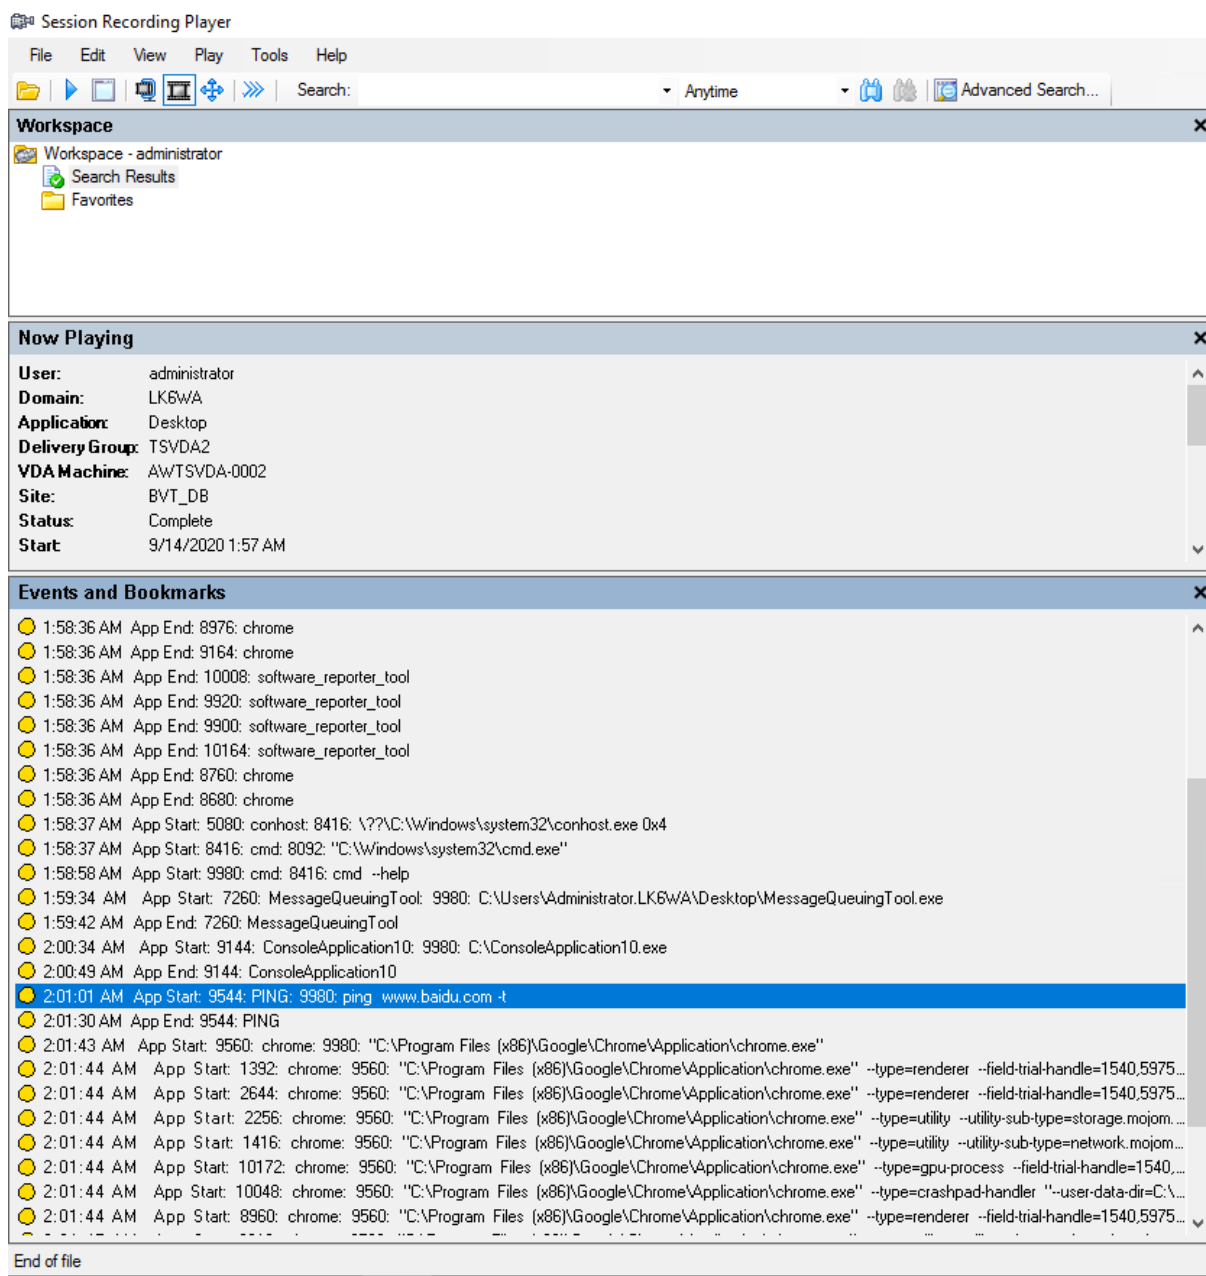 Session Recording Player
File Edit View Play Tools Help
Search: Anytime Advanced Search...
Workspace
Workspace - administrator
Search Results
Favorites
Now Playing
User: administrator
Domain: LK6WA
Application: Desktop
Delivery Group: TSVDA2
VDA Machine: AWTSVDA-0002
Site: BVT_DB
Status: Complete
Start: 9/14/2020 1:57 AM
Events and Bookmarks
1:58:36 AM App End: 8976: chrome
1:58:36 AM App End: 9164: chrome
1:58:36 AM App End: 10008: software_reporter_tool
1:58:36 AM App End: 9920: software_reporter_tool
1:58:36 AM App End: 9900: software_reporter_tool
1:58:36 AM App End: 10164: software_reporter_tool
1:58:36 AM App End: 8760: chrome
1:58:36 AM App End: 8680: chrome
1:58:37 AM App Start: 5080: conhost: 8416: \??\C:\Windows\system32\conhost.exe 0x4
1:58:37 AM App Start: 8416: cmd: 8092: "C:\Windows\system32\cmd.exe"
1:58:58 AM App Start: 9980: cmd: 8416: cmd --help
1:59:34 AM App Start: 7260: MessageQueuingTool: 9980: C:\Users\Administrator.LK6WA\Desktop\MessageQueuingTool.exe
1:59:42 AM App End: 7260: MessageQueuingTool
2:00:34 AM App Start: 9144: ConsoleApplication10: 9980: C:\ConsoleApplication10.exe
2:00:49 AM App End: 9144: ConsoleApplication10
2:01:01 AM App Start: 9544: PING: 9980: ping www.baidu.com -t
2:01:30 AM App End: 9544: PING
2:01:43 AM App Start: 9560: chrome: 9980: "C:\Program Files (x86)\Google\Chrome\Application\chrome.exe"
2:01:44 AM App Start: 1392: chrome: 9560: "C:\Program Files (x86)\Google\Chrome\Application\chrome.exe" --type=renderer --field-trial-handle=1540,5975...
2:01:44 AM App Start: 2644: chrome: 9560: "C:\Program Files (x86)\Google\Chrome\Application\chrome.exe" --type=renderer --field-trial-handle=1540,5975...
2:01:44 AM App Start: 2256: chrome: 9560: "C:\Program Files (x86)\Google\Chrome\Application\chrome.exe" --type=utility --utility-sub-type=storage.mojom....
2:01:44 AM App Start: 1416: chrome: 9560: "C:\Program Files (x86)\Google\Chrome\Application\chrome.exe" --type=utility --utility-sub-type=network.mojom...
2:01:44 AM App Start: 10172: chrome: 9560: "C:\Program Files (x86)\Google\Chrome\Application\chrome.exe" --type=gpu-process --field-trial-handle=1540,...
2:01:44 AM App Start: 10048: chrome: 9560: "C:\Program Files (x86)\Google\Chrome\Application\chrome.exe" --type=crashpad-handler "--user-data-dir=C:\...
2:01:44 AM App Start: 8960: chrome: 9560: "C:\Program Files (x86)\Google\Chrome\Application\chrome.exe" --type=renderer --field-trial-handle=1540,5975...
End of file